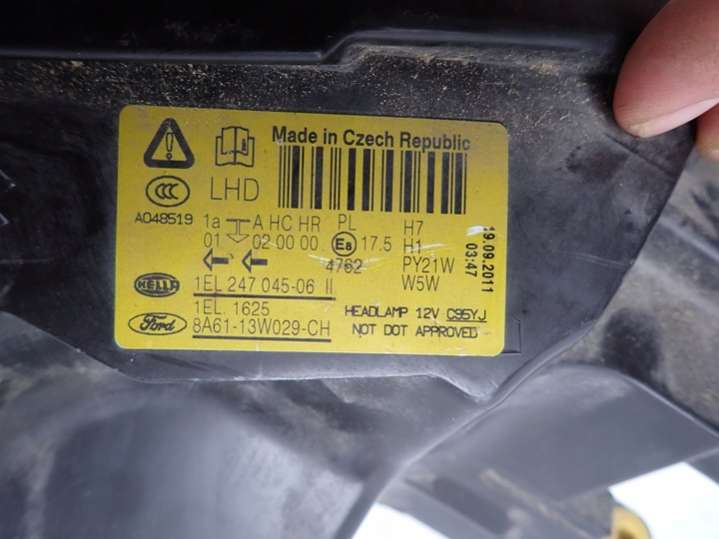 Made in Czech Republic
CCC LHD
A048519 1a A HC HR PL H7
01 02 00 00 E8 17.5 H1
4762 PY21W
W5W
19.09.2011
03:47
HELLA 1EL 247 045-06 II
1EL. 1625 HEADLAMP 12V C95YJ
Ford 8A61-13W029-CH NOT DOT APPROVED